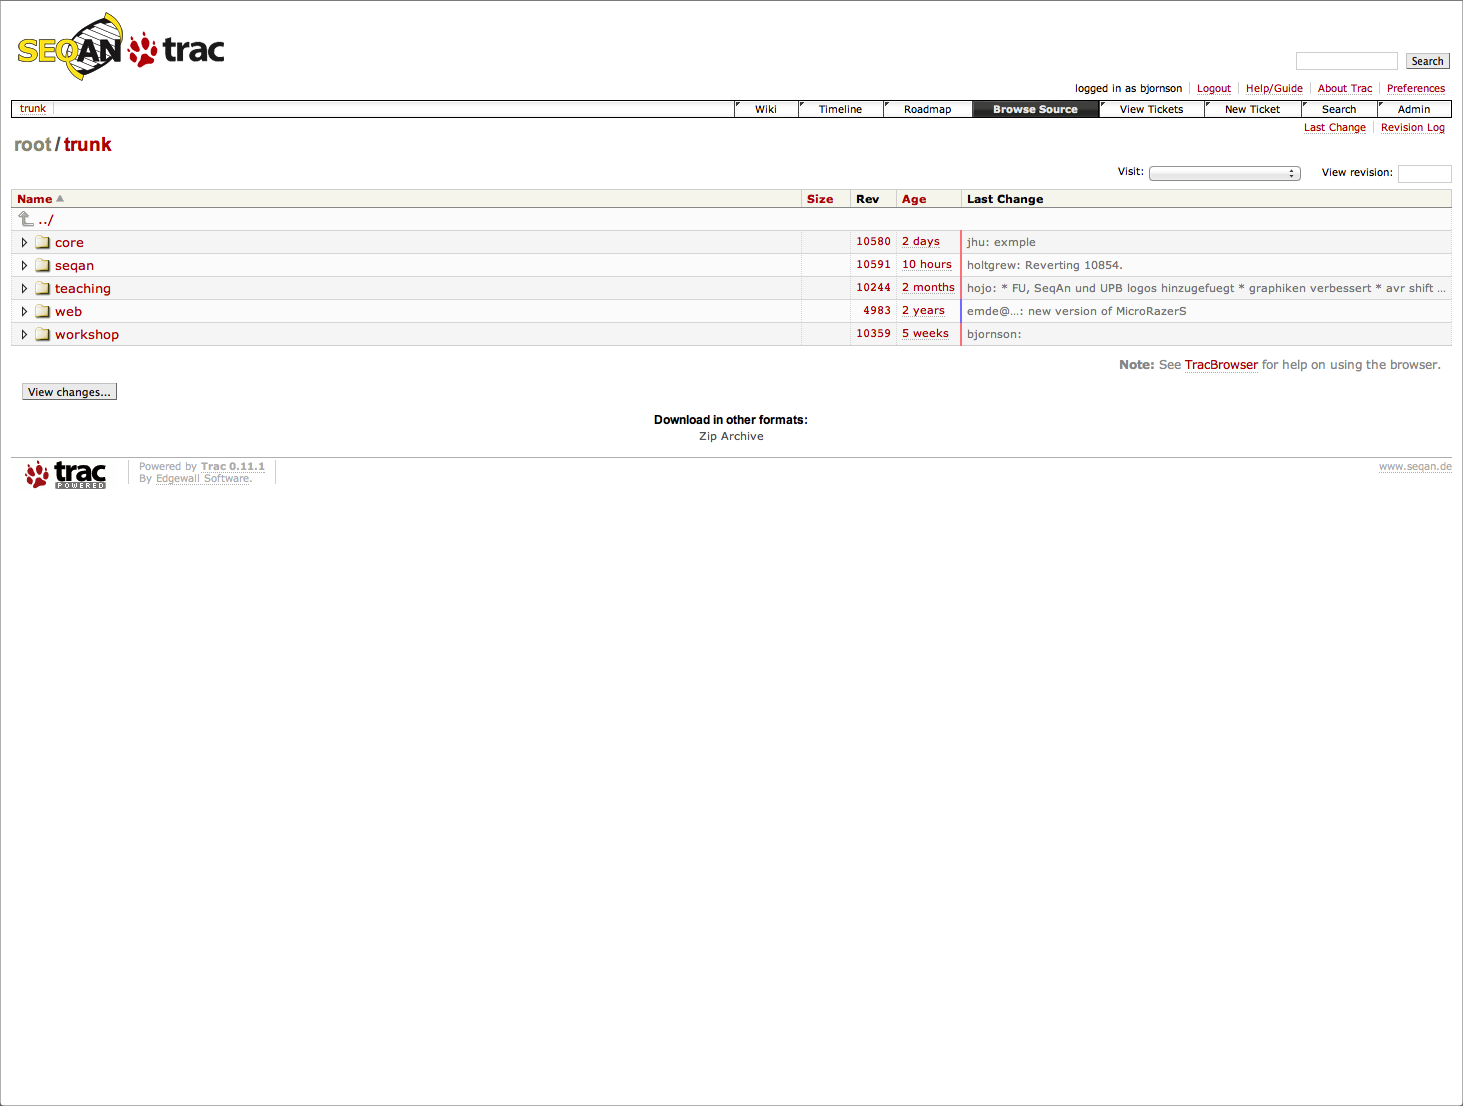 SEQAN trac
Search
logged in as bjornson Logout Help/Guide About Trac Preferences
trunk Wiki Timeline Roadmap Browse Source View Tickets New Ticket Search Admin
Last Change Revision Log
root/trunk
Visit: View revision:
Name Size Rev Age Last Change
../
core 10580 2 days jhu: exmple
seqan 10591 10 hours holtgrew: Reverting 10854.
teaching 10244 2 months hojo: * FU, SeqAn und UPB logos hinzugefuegt * graphiken verbessert * avr shift ...
web 4983 2 years emde@...: new version of MicroRazerS
workshop 10359 5 weeks bjornson:
Note: See TracBrowser for help on using the browser.
View changes...
Download in other formats:
Zip Archive
trac POWERED
Powered by Trac 0.11.1
By Edgewall Software.
www.seqan.de